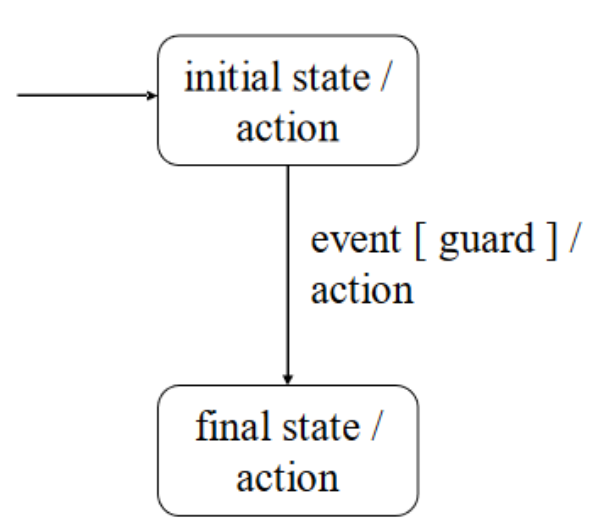 initial state /
action
event [ guard ] /
action
final state /
action